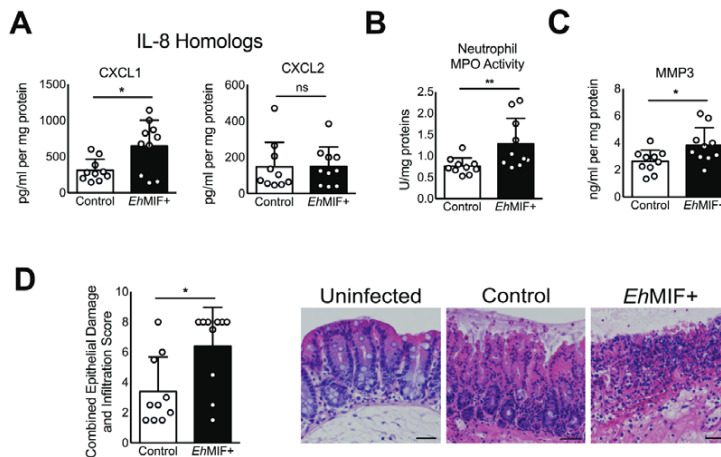 A
IL-8 Homologs
CXCL1
*
pg/ml per mg protein
1500
1000
500
0
Control
EhMIF+
CXCL2
ns
pg/ml per mg protein
600
400
200
0
Control
EhMIF+
B
Neutrophil
MPO Activity
**
U/mg proteins
2.5
2.0
1.5
1.0
0.5
0.0
Control
EhMIF+
C
MMP3
*
ng/ml per mg protein
8
6
4
2
0
Control
EhMIF+
D
*
Combined Epithelial Damage
and Infiltration Score
10
8
6
4
2
0
Control
EhMIF+
Uninfected
Control
EhMIF+